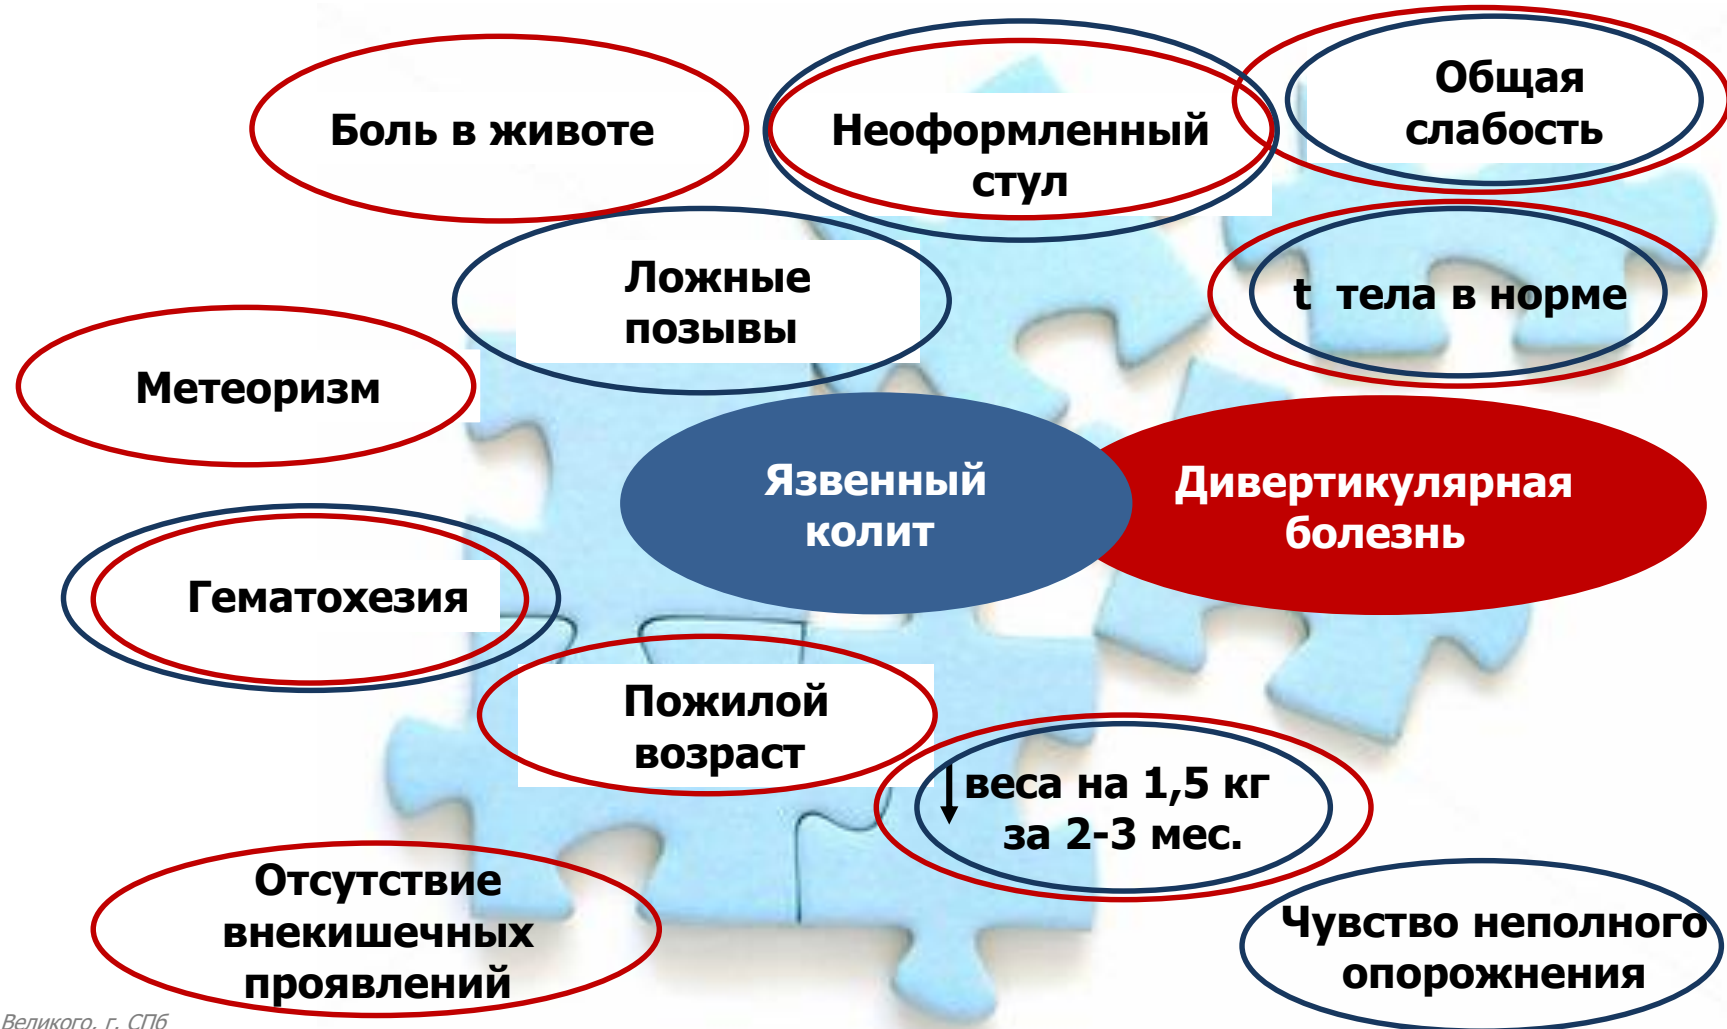 Общая
слабость
Боль в животе
Неоформленный
стул
Ложные
позывы
t тела в норме
Метеоризм
Язвенный
колит
Дивертикулярная
болезнь
Гематохезия
Пожилой
возраст
↓веса на 1,5 кг
за 2-3 мес.
Отсутствие
внекишечных
проявлений
Чувство неполного
опорожнения
Великого, г. СПб